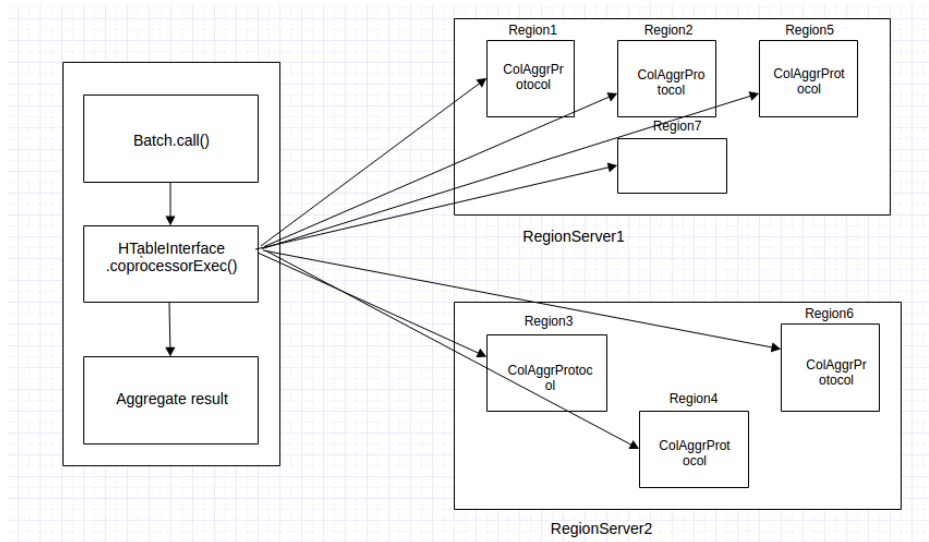 Batch.call()
HTableInterface
.coprocessorExec()
Aggregate result
Region1
Region2
Region5
ColAggrPr
otocol
ColAggrPro
tocol
ColAggrProt
ocol
Region7
RegionServer1
Region3
Region6
ColAggrProtoc
ol
ColAggrPr
otocol
Region4
ColAggrProt
ocol
RegionServer2